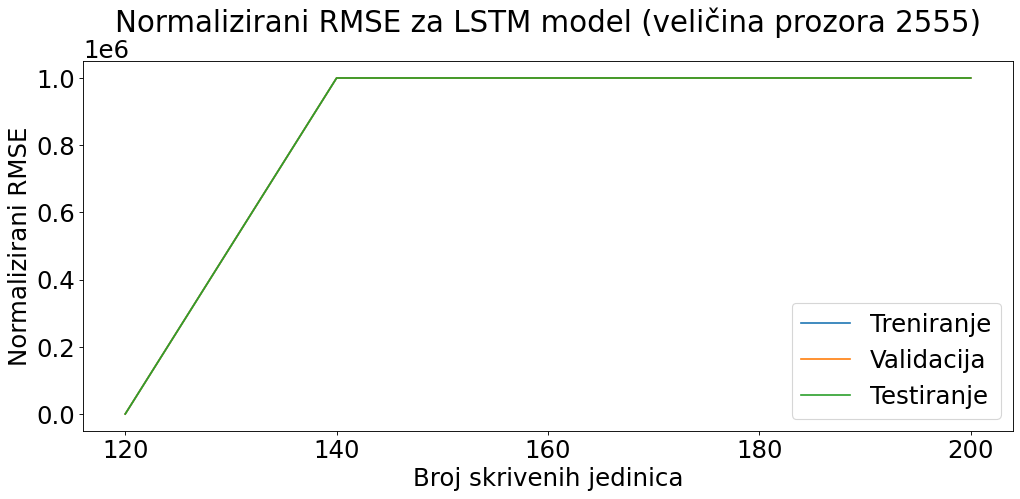 Normalizirani RMSE za LSTM model (veličina prozora 2555)
1e6
1.0
0.8
0.6
0.4
0.2
0.0
Normalizirani RMSE
120 140 160 180 200
Broj skrivenih jedinica
Treniranje
Validacija
Testiranje